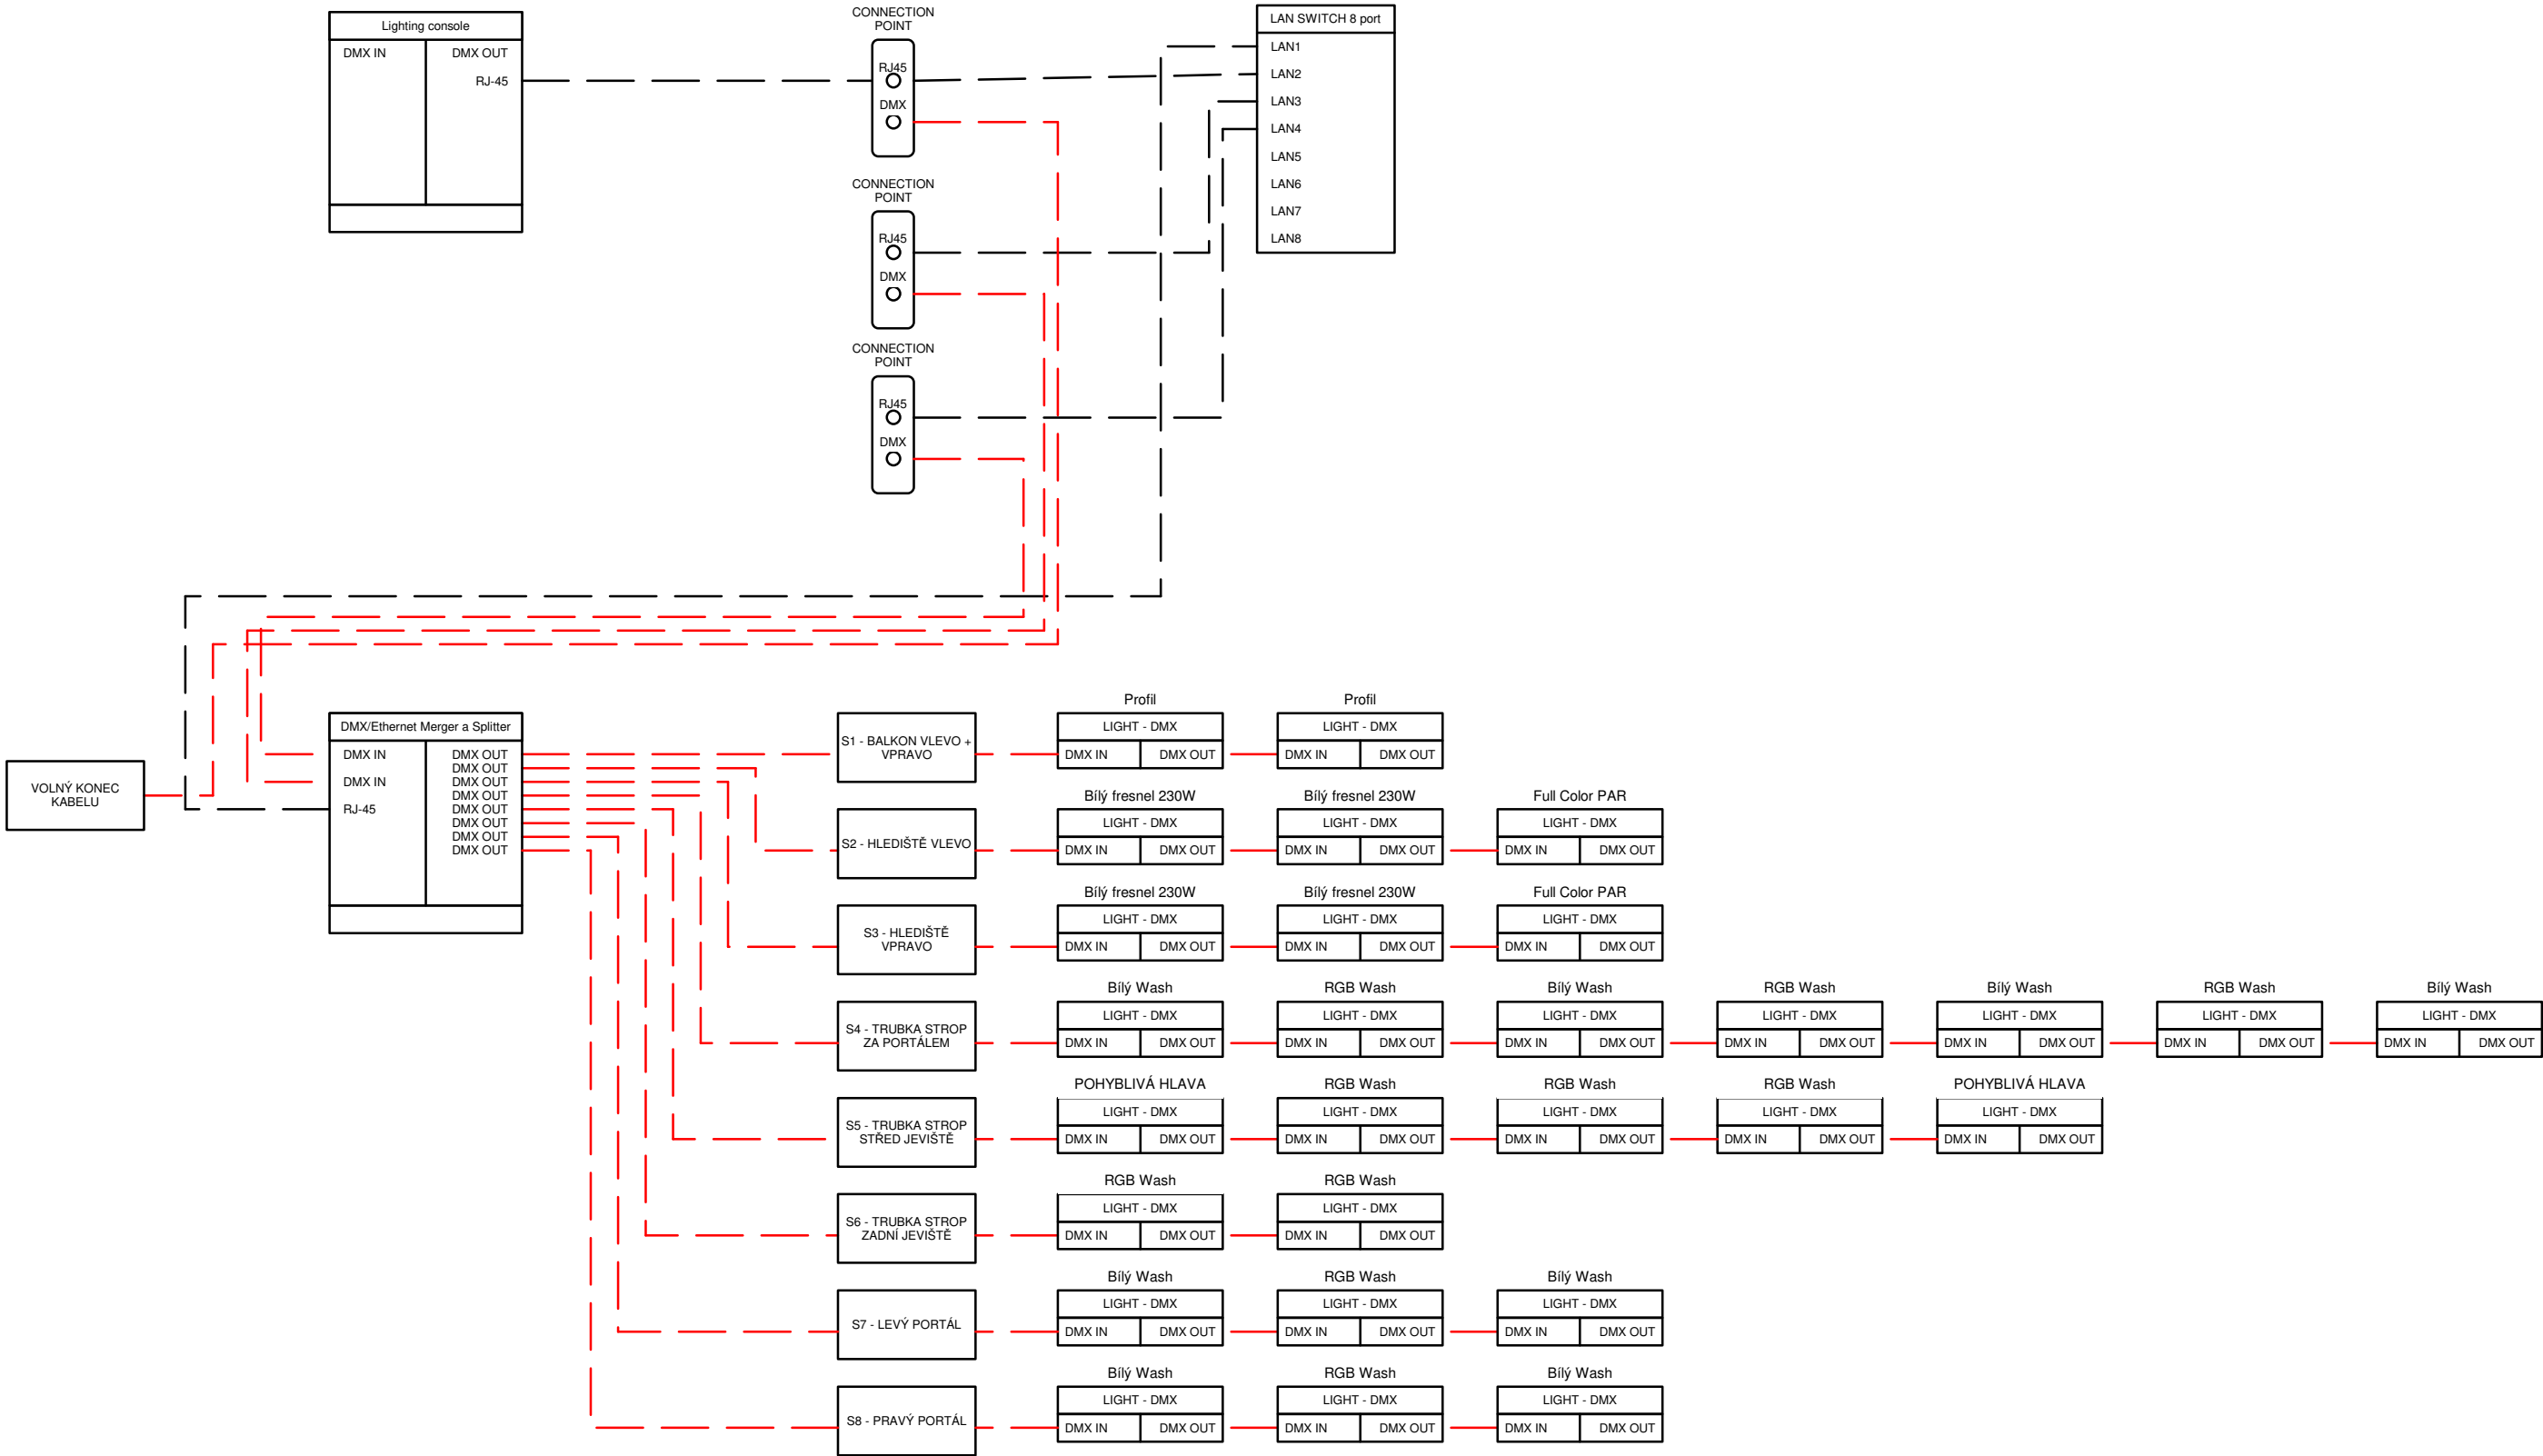 Lighting console
DMX IN
DMX OUT
RJ-45
CONNECTION
POINT
RJ45
DMX
CONNECTION
POINT
RJ45
DMX
CONNECTION
POINT
RJ45
DMX
LAN SWITCH 8 port
LAN1
LAN2
LAN3
LAN4
LAN5
LAN6
LAN7
LAN8
VOLNÝ KONEC
KABELU
DMX/Ethernet Merger a Splitter
DMX IN
DMX IN
RJ-45
DMX OUT
DMX OUT
DMX OUT
DMX OUT
DMX OUT
DMX OUT
DMX OUT
DMX OUT
S1 - BALKON VLEVO +
VPRAVO
Profil
LIGHT - DMX
DMX IN DMX OUT
Profil
LIGHT - DMX
DMX IN DMX OUT
S2 - HLEDIŠTĚ VLEVO
Bílý fresnel 230W
LIGHT - DMX
DMX IN DMX OUT
Bílý fresnel 230W
LIGHT - DMX
DMX IN DMX OUT
Full Color PAR
LIGHT - DMX
DMX IN DMX OUT
S3 - HLEDIŠTĚ
VPRAVO
Bílý fresnel 230W
LIGHT - DMX
DMX IN DMX OUT
Bílý fresnel 230W
LIGHT - DMX
DMX IN DMX OUT
Full Color PAR
LIGHT - DMX
DMX IN DMX OUT
S4 - TRUBKA STROP
ZA PORTÁLEM
Bílý Wash
LIGHT - DMX
DMX IN DMX OUT
RGB Wash
LIGHT - DMX
DMX IN DMX OUT
Bílý Wash
LIGHT - DMX
DMX IN DMX OUT
RGB Wash
LIGHT - DMX
DMX IN DMX OUT
Bílý Wash
LIGHT - DMX
DMX IN DMX OUT
RGB Wash
LIGHT - DMX
DMX IN DMX OUT
Bílý Wash
LIGHT - DMX
DMX IN DMX OUT
S5 - TRUBKA STROP
STŘED JEVIŠTĚ
POHYBLIVÁ HLAVA
LIGHT - DMX
DMX IN DMX OUT
RGB Wash
LIGHT - DMX
DMX IN DMX OUT
RGB Wash
LIGHT - DMX
DMX IN DMX OUT
RGB Wash
LIGHT - DMX
DMX IN DMX OUT
POHYBLIVÁ HLAVA
LIGHT - DMX
DMX IN DMX OUT
S6 - TRUBKA STROP
ZADNÍ JEVIŠTĚ
RGB Wash
LIGHT - DMX
DMX IN DMX OUT
RGB Wash
LIGHT - DMX
DMX IN DMX OUT
S7 - LEVÝ PORTÁL
Bílý Wash
LIGHT - DMX
DMX IN DMX OUT
RGB Wash
LIGHT - DMX
DMX IN DMX OUT
Bílý Wash
LIGHT - DMX
DMX IN DMX OUT
S8 - PRAVÝ PORTÁL
Bílý Wash
LIGHT - DMX
DMX IN DMX OUT
RGB Wash
LIGHT - DMX
DMX IN DMX OUT
Bílý Wash
LIGHT - DMX
DMX IN DMX OUT